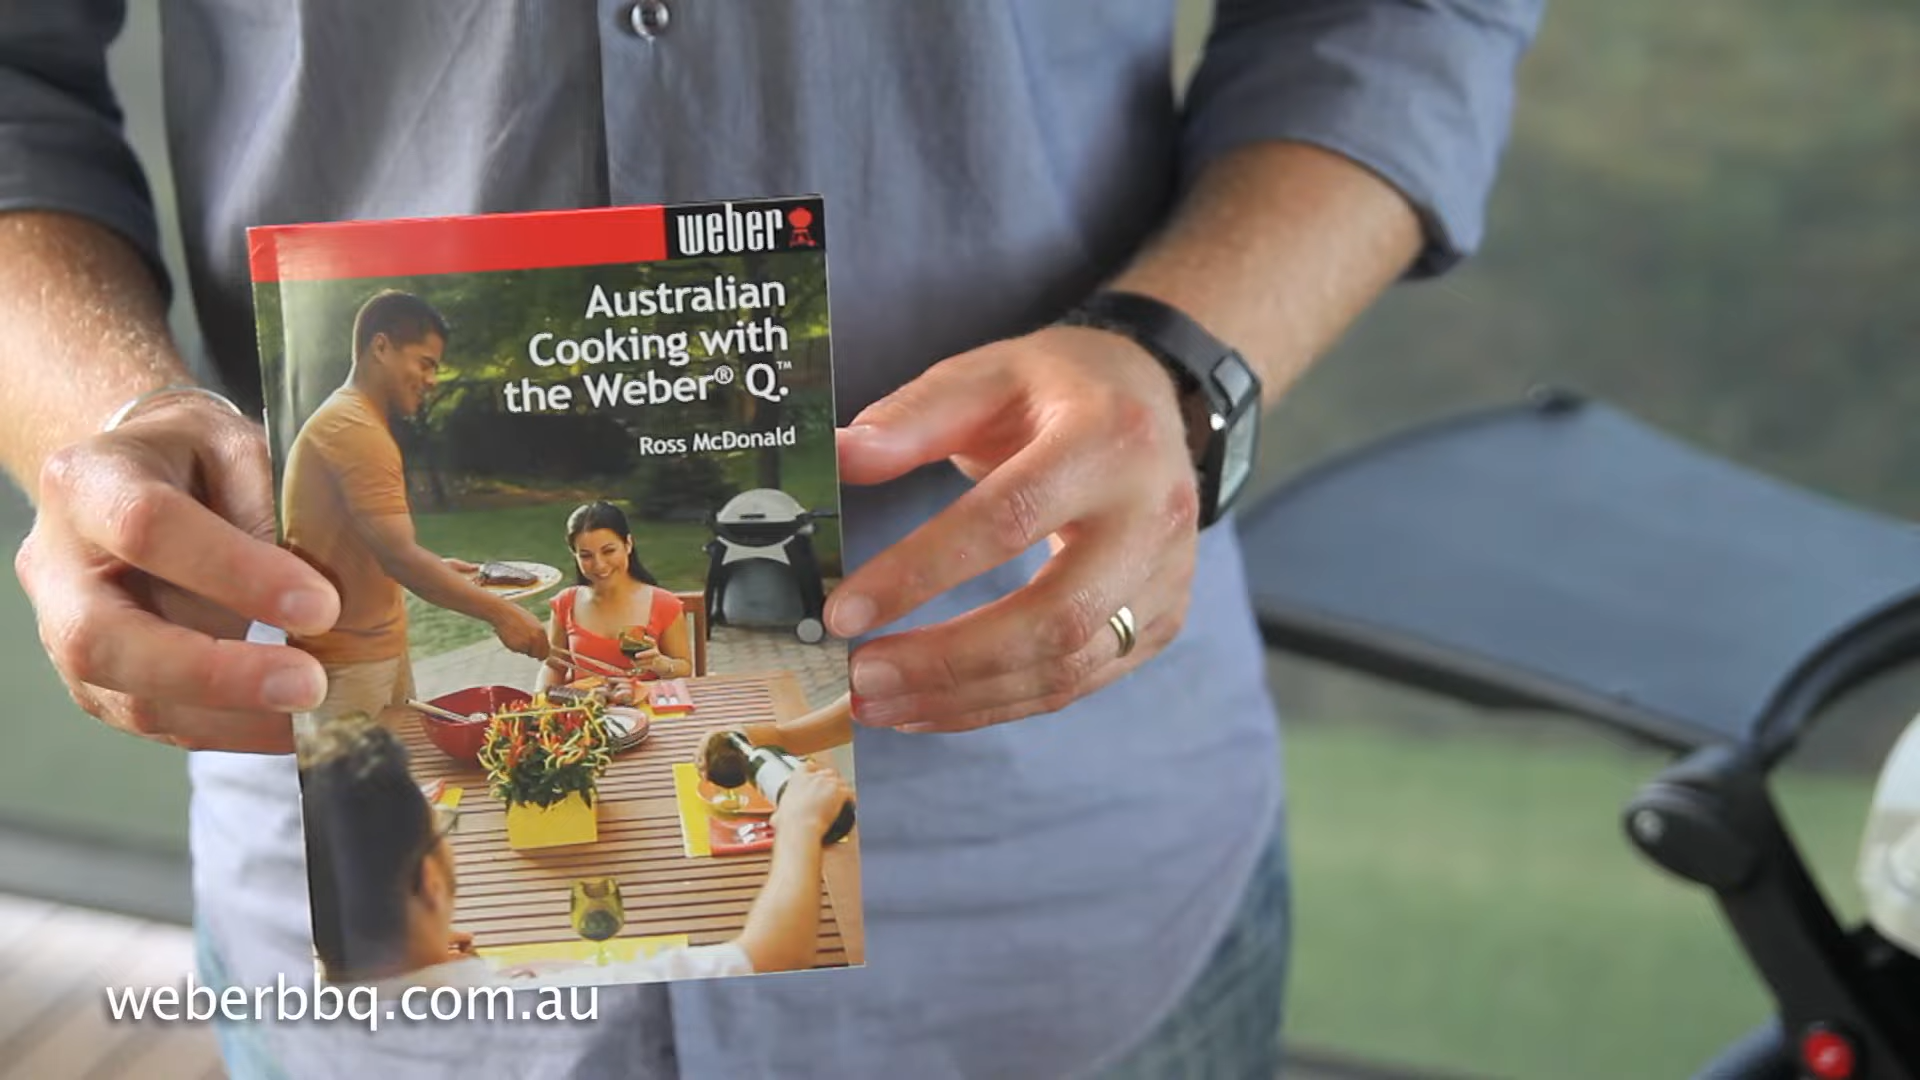 weber
Australian
Cooking with
the Weber® Q.™
Ross McDonald
weberbbq.com.au